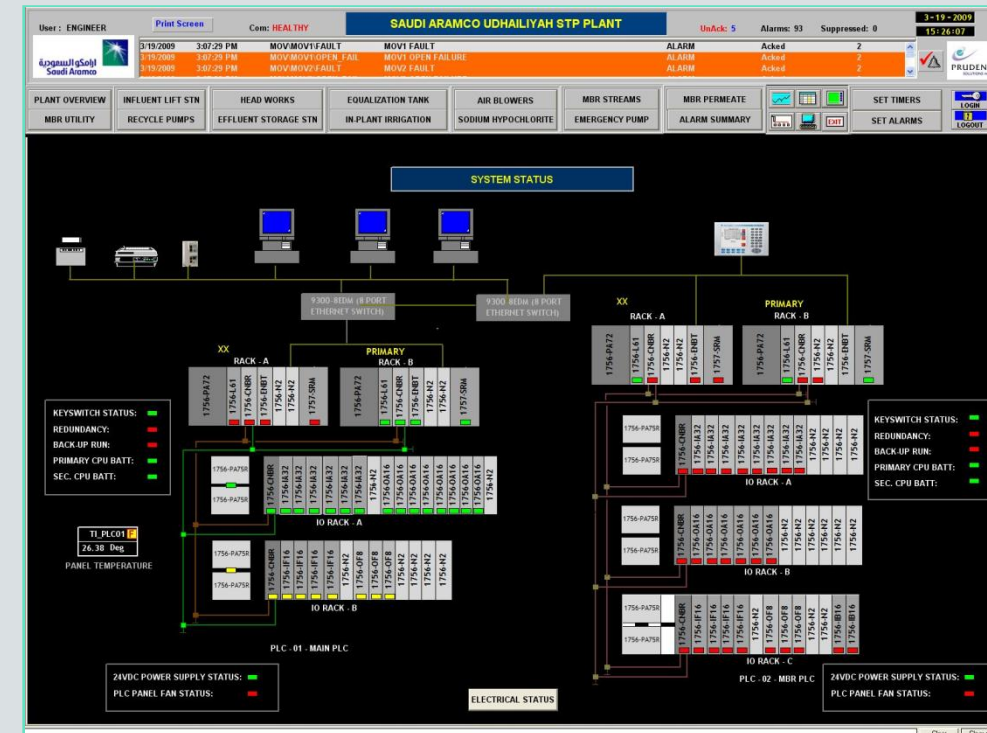 User : ENGINEER
Print Screen
Com: HEALTHY
SAUDI ARAMCO UDHAILIYAH STP PLANT
UnAck: 5
Alarms: 93
Suppressed: 0
3-19-2009
15:26:07
ارامكو السعودية
Saudi Aramco
3/19/2009 3:07:29 PM MOV\MOV1\FAULT MOV1 FAULT ALARM Acked 2
3/19/2009 3:07:29 PM MOV\MOV1\OPEN_FAIL MOV1 OPEN FAILURE ALARM Acked 2
3/19/2009 3:07:29 PM MOV\MOV2\FAULT MOV2 FAULT ALARM Acked 2
PRUDEN
PLANT OVERVIEW INFLUENT LIFT STN HEAD WORKS EQUALIZATION TANK AIR BLOWERS MBR STREAMS MBR PERMEATE SET TIMERS LOGIN
MBR UTILITY RECYCLE PUMPS EFFLUENT STORAGE STN IN-PLANT IRRIGATION SODIUM HYPOCHLORITE EMERGENCY PUMP ALARM SUMMARY EXIT SET ALARMS LOGOUT
SYSTEM STATUS
9300-8EDM (8 PORT
ETHERNET SWITCH)
9300-8EDM (8 PORT
ETHERNET SWITCH)
XX
RACK - A
PRIMARY
RACK - B
1756-PA72 1756-L61 1756-CNBR 1756-ENBT 1756-N2 1756-N2 1757-SRM
1756-PA72 1756-L61 1756-CNBR 1756-ENBT 1756-N2 1756-N2 1757-SRM
KEYSWITCH STATUS:
REDUNDANCY:
BACK-UP RUN:
PRIMARY CPU BATT:
SEC. CPU BATT:
1756-PA75R
1756-PA75R
1756-CNBR 1756-IA32 1756-IA32 1756-IA32 1756-IA32 1756-IA32 1756-IA32 1756-N2 1756-OA16 1756-OA16 1756-OA16 1756-OA16 1756-OA16 1756-OA16 1756-OA16 1756-N2
IO RACK - A
TI_PLC01 F
26.38 Deg
PANEL TEMPERATURE
1756-PA75R
1756-PA75R
1756-CNBR 1756-IF16 1756-IF16 1756-IF16 1756-IF16 1756-N2 1756-OF8 1756-OF8 1756-OF8 1756-N2 1756-N2 1756-N2 1756-N2
IO RACK - B
PLC - 01 - MAIN PLC
24VDC POWER SUPPLY STATUS:
PLC PANEL FAN STATUS:
ELECTRICAL STATUS
XX
RACK - A
PRIMARY
RACK - B
1756-PA72 1756-L61 1756-CNBR 1756-N2 1756-N2 1756-ENBT 1757-SRM
1756-PA72 1756-L61 1756-CNBR 1756-N2 1756-N2 1756-ENBT 1757-SRM
1756-PA75R
1756-PA75R
1756-CNBR 1756-IA32 1756-IA32 1756-IA32 1756-IA32 1756-IA32 1756-IA32 1756-IA32 1756-IA32 1756-N2 1756-N2 1756-N2 1756-N2
IO RACK - A
KEYSWITCH STATUS:
REDUNDANCY:
BACK-UP RUN:
PRIMARY CPU BATT:
SEC. CPU BATT:
1756-PA75R
1756-PA75R
1756-CNBR 1756-OA16 1756-OA16 1756-OA16 1756-OA16 1756-OA16 1756-OA16 1756-N2 1756-N2 1756-N2 1756-N2 1756-N2
IO RACK - B
1756-PA75R
1756-PA75R
1756-CNBR 1756-IF16 1756-IF16 1756-IF16 1756-IF16 1756-N2 1756-OF8 1756-OF8 1756-OF8 1756-N2 1756-IB16 1756-IB16
IO RACK - C
PLC - 02 - MBR PLC
24VDC POWER SUPPLY STATUS:
PLC PANEL FAN STATUS: